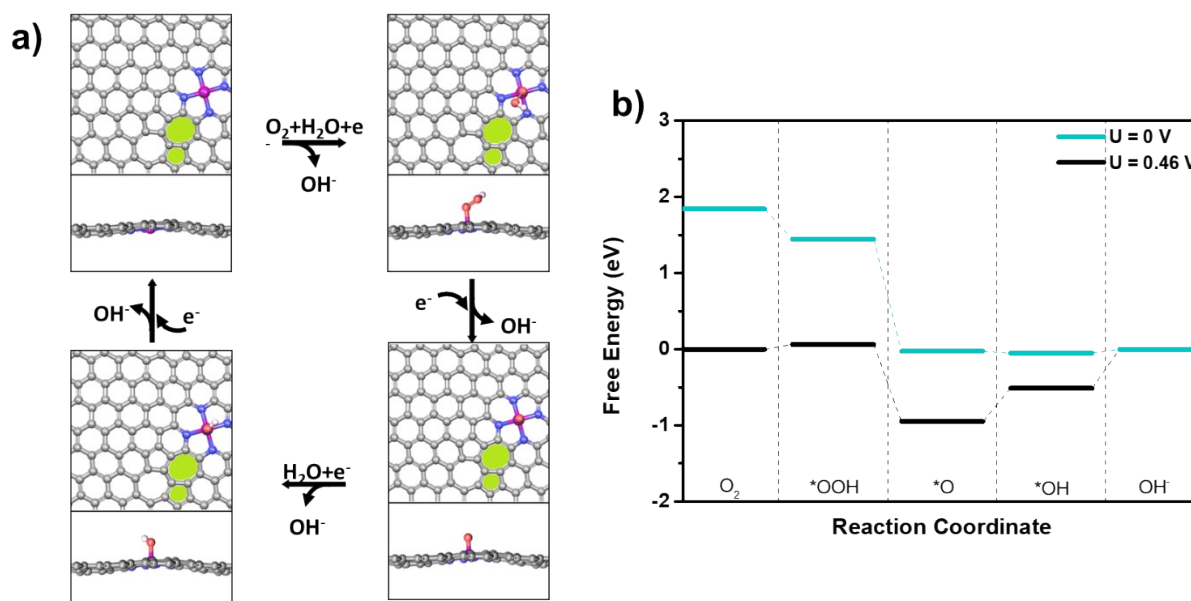 a)
O₂+H₂O+e
-
OH⁻
e⁻
OH⁻
H₂O+e⁻
OH⁻
OH⁻
e⁻
b)
Free Energy (eV)
3
2
1
0
-1
-2
U = 0 V
U = 0.46 V
O₂
*OOH
*O
*OH
OH⁻
Reaction Coordinate